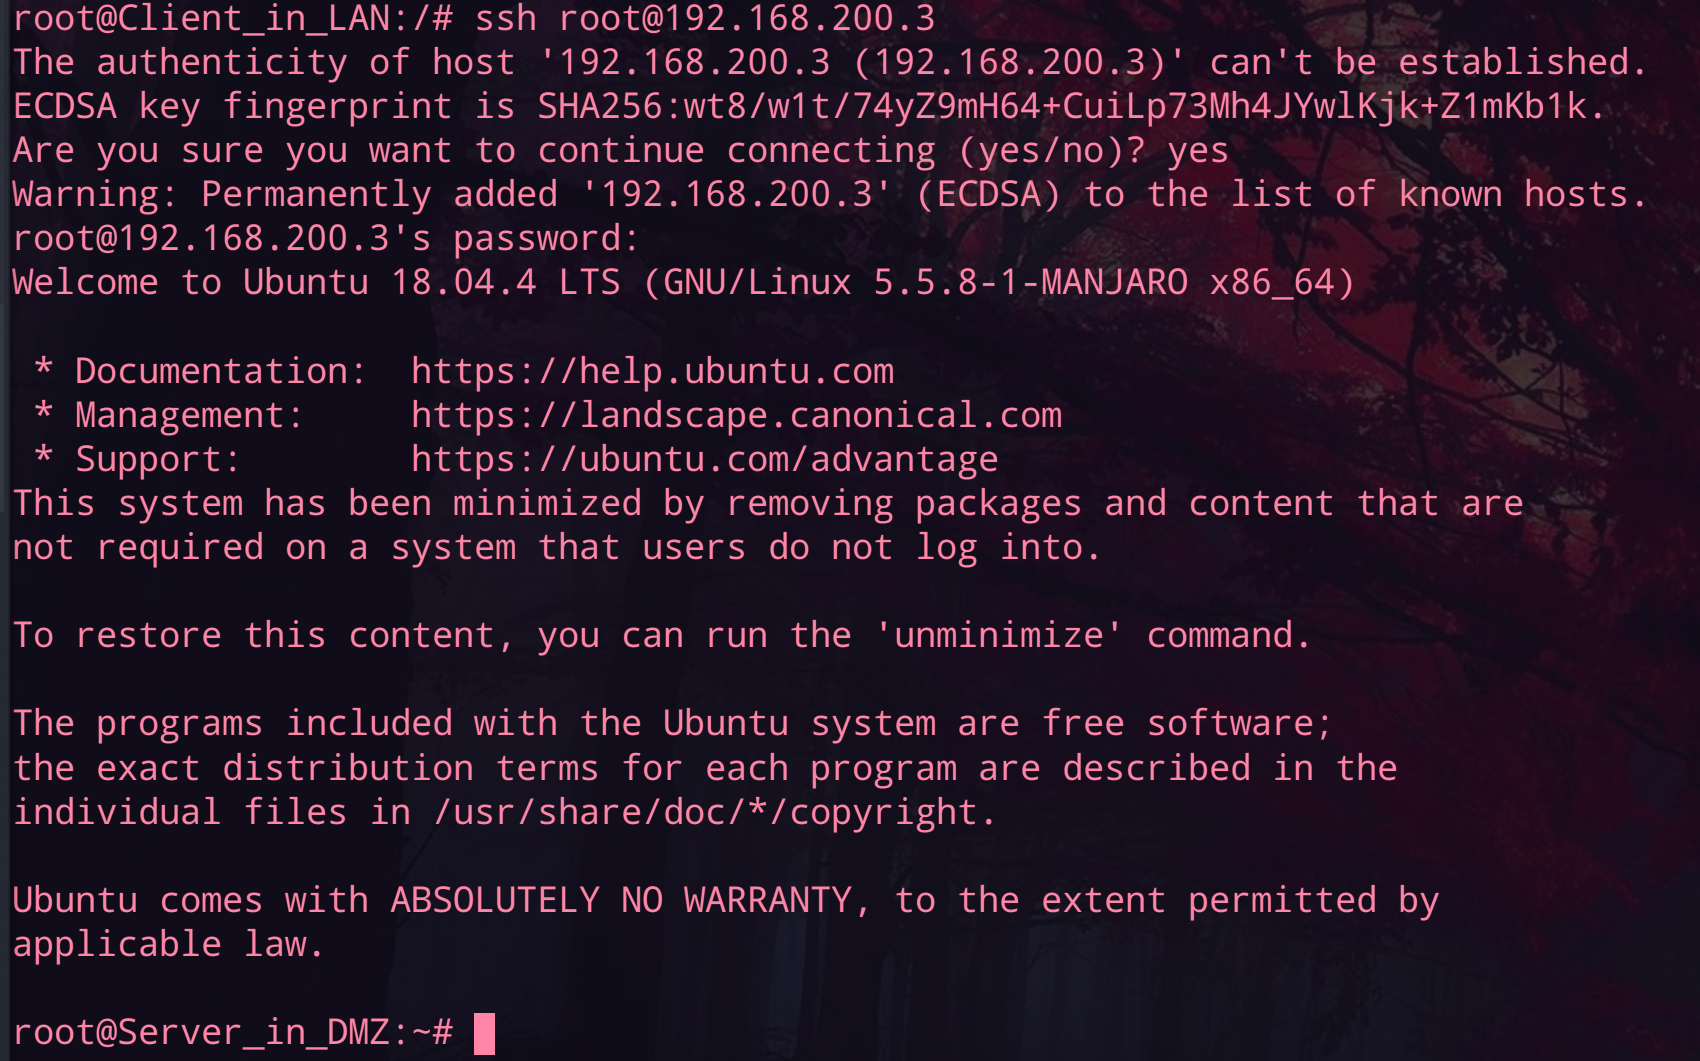 root@Client_in_LAN:/# ssh root@192.168.200.3
The authenticity of host '192.168.200.3 (192.168.200.3)' can't be established.
ECDSA key fingerprint is SHA256:wt8/w1t/74yZ9mH64+CuiLp73Mh4JYwlKjk+Z1mKb1k.
Are you sure you want to continue connecting (yes/no)? yes
Warning: Permanently added '192.168.200.3' (ECDSA) to the list of known hosts.
root@192.168.200.3's password:
Welcome to Ubuntu 18.04.4 LTS (GNU/Linux 5.5.8-1-MANJARO x86_64)

 * Documentation:  https://help.ubuntu.com
 * Management:     https://landscape.canonical.com
 * Support:        https://ubuntu.com/advantage
This system has been minimized by removing packages and content that are
not required on a system that users do not log into.

To restore this content, you can run the 'unminimize' command.

The programs included with the Ubuntu system are free software;
the exact distribution terms for each program are described in the
individual files in /usr/share/doc/*/copyright.

Ubuntu comes with ABSOLUTELY NO WARRANTY, to the extent permitted by
applicable law.

root@Server_in_DMZ:~#